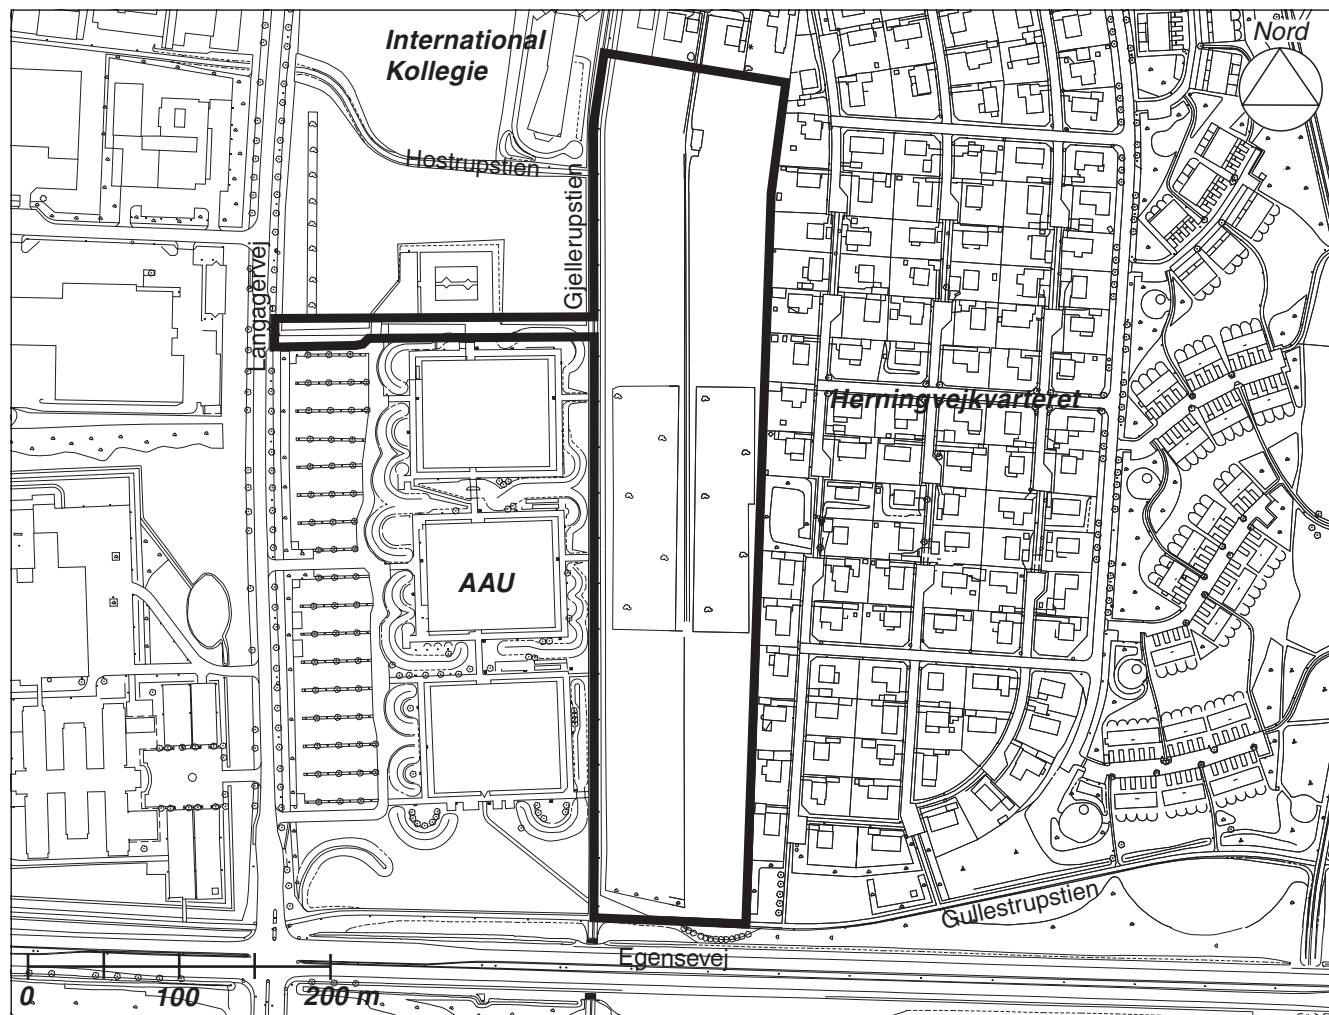 Nord
International
Kollegie
Hostrupstien
Gjellerupstien
Langagervej
Herningvejkvarteret
AAU
Gullestrupstien
Egensevej
0 100 200 m